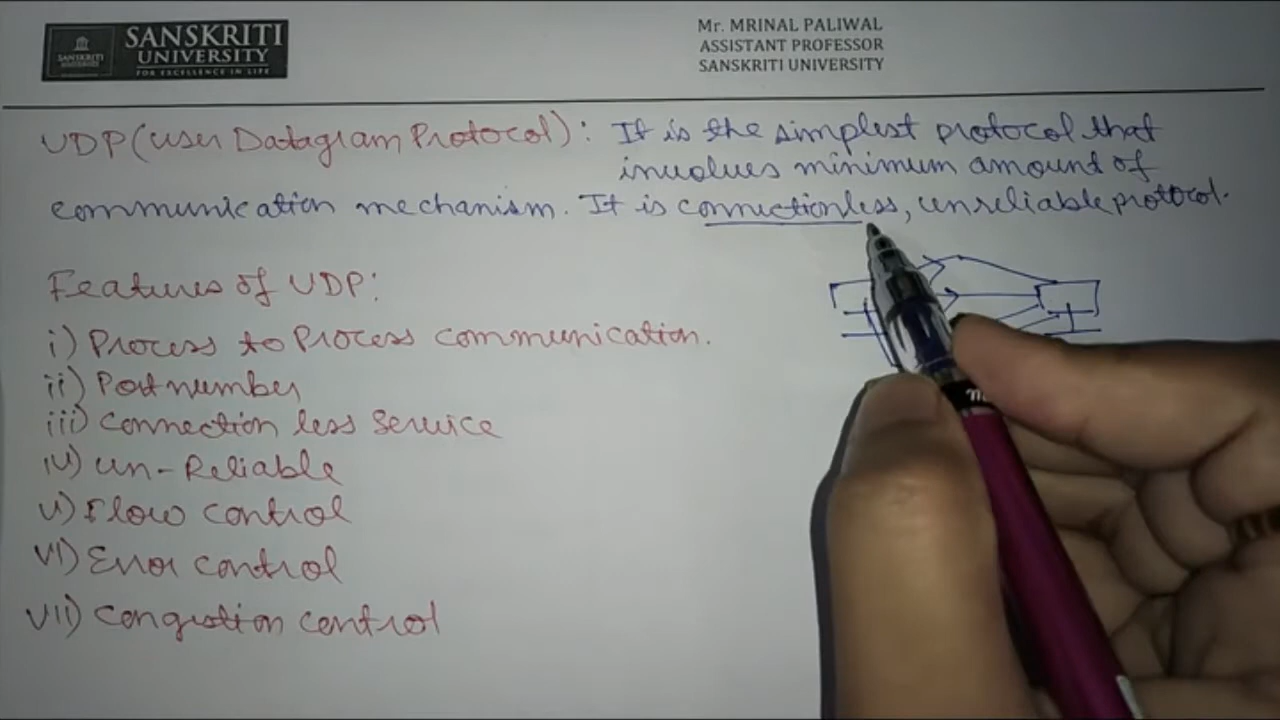 SANSKRITI
UNIVERSITY
FOR EXCELLENCE IN LIFE
SANSKRITI
Mr. MRINAL PALIWAL
ASSISTANT PROFESSOR
SANSKRITI UNIVERSITY
UDP (User Datagram Protocol) : It is the simplest protocol that
involves minimum amount of
communication mechanism. It is connectionless, unreliable protocol.
Features of UDP:
i) Process to Process communication.
ii) Port number
iii) Connection less Service
iv) un-Reliable
v) Flow control
vi) Error control
vii) Congestion control